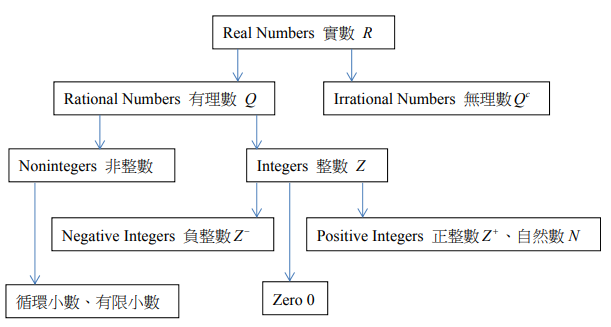 Real Numbers 實數 R
Rational Numbers 有理數 Q
Irrational Numbers 無理數 Qᶜ
Nonintegers 非整數
Integers 整數 Z
Negative Integers 負整數 Z⁻
Positive Integers 正整數 Z⁺、自然數 N
循環小數、有限小數
Zero 0